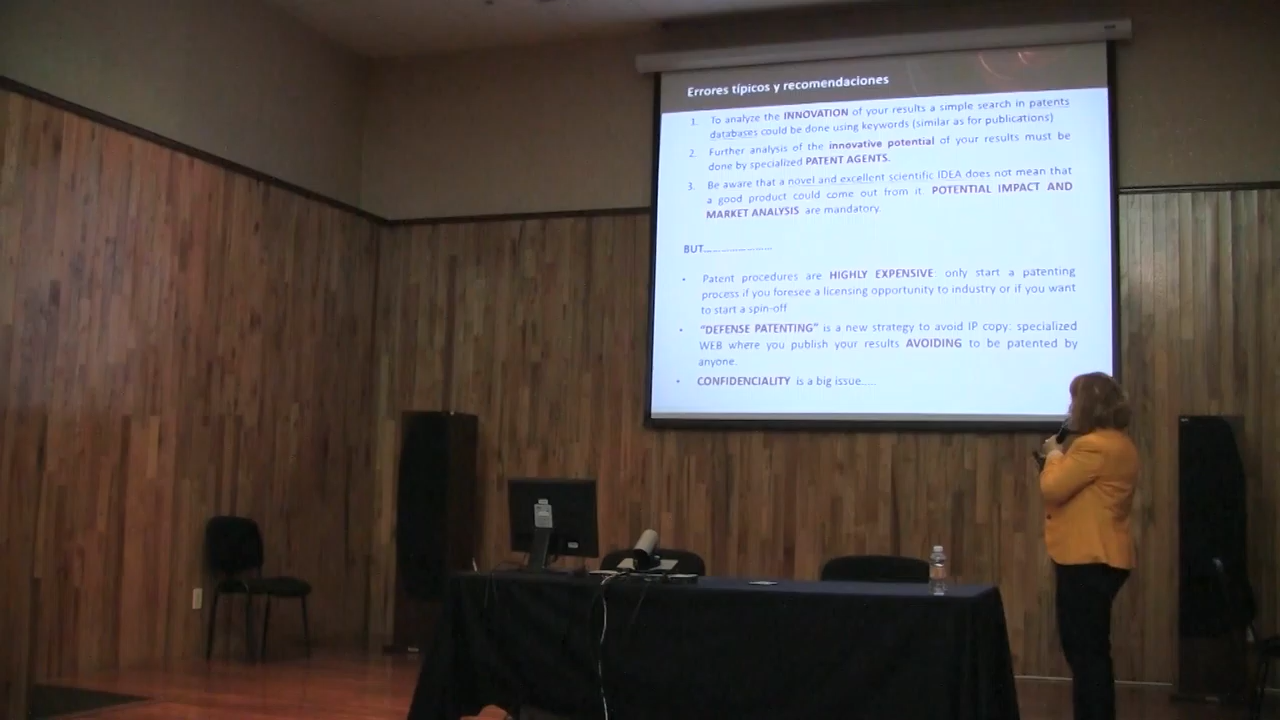 Errores típicos y recomendaciones
1. To analyze the INNOVATION of your results a simple search in patents
databases could be done using keywords (similar as for publications)
2. Further analysis of the innovative potential of your results must be
done by specialized PATENT AGENTS.
3. Be aware that a novel and excellent scientific IDEA does not mean that
a good product could come out from it. POTENTIAL IMPACT AND
MARKET ANALYSIS are mandatory.
BUT……………………
• Patent procedures are HIGHLY EXPENSIVE: only start a patenting
process if you foresee a licensing opportunity to industry or if you want
to start a spin-off
• “DEFENSE PATENTING” is a new strategy to avoid IP copy: specialized
WEB where you publish your results AVOIDING to be patented by
anyone.
• CONFIDENCIALITY is a big issue…..